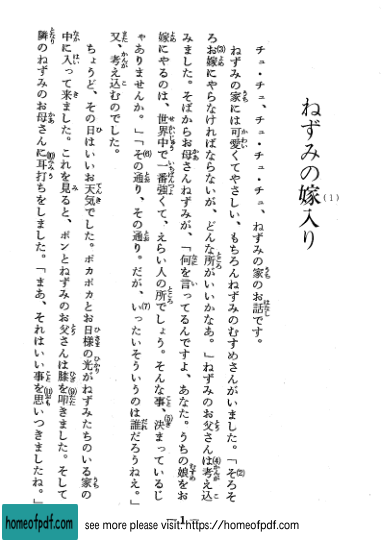 ねずみの嫁入り(1)
チュ・チュ、チュ・チュ・チュ、ねずみの家のお話です。
ねずみの家には可愛くてやさしい、もちろんねずみのむすめさんがいました。「そろそ(2)
ろお嫁にやらなければならないが、どんな所がいいかなあ。」ねずみのお父さんは考え込(3)(4)
みました。そばからお母さんねずみが、「何を言ってるんですよ、あなた。うちの娘をお
嫁にやるのは、世界中で一番強くて、えらい人の所でしょう。そんな事、決まっているじ(5)
ゃありませんか。」「その通り、その通り。だが、いったいそういうのは誰だろうねえ。」(6)(7)
又、考え込むのでした。
ちょうど、その日はいいお天気でした。ポカポカとお日様の光がねずみたちのいる家の
中に入って来ました。これを見ると、ポンとねずみのお父さんは膝を叩きました。そして(8)(9)
隣のねずみのお母さんに耳打ちをしました。「まあ、それはいい事を思いつきましたね。」(10)(11)
— 1 —
homeofpdf.com
see more please visit: https://homeofpdf.com